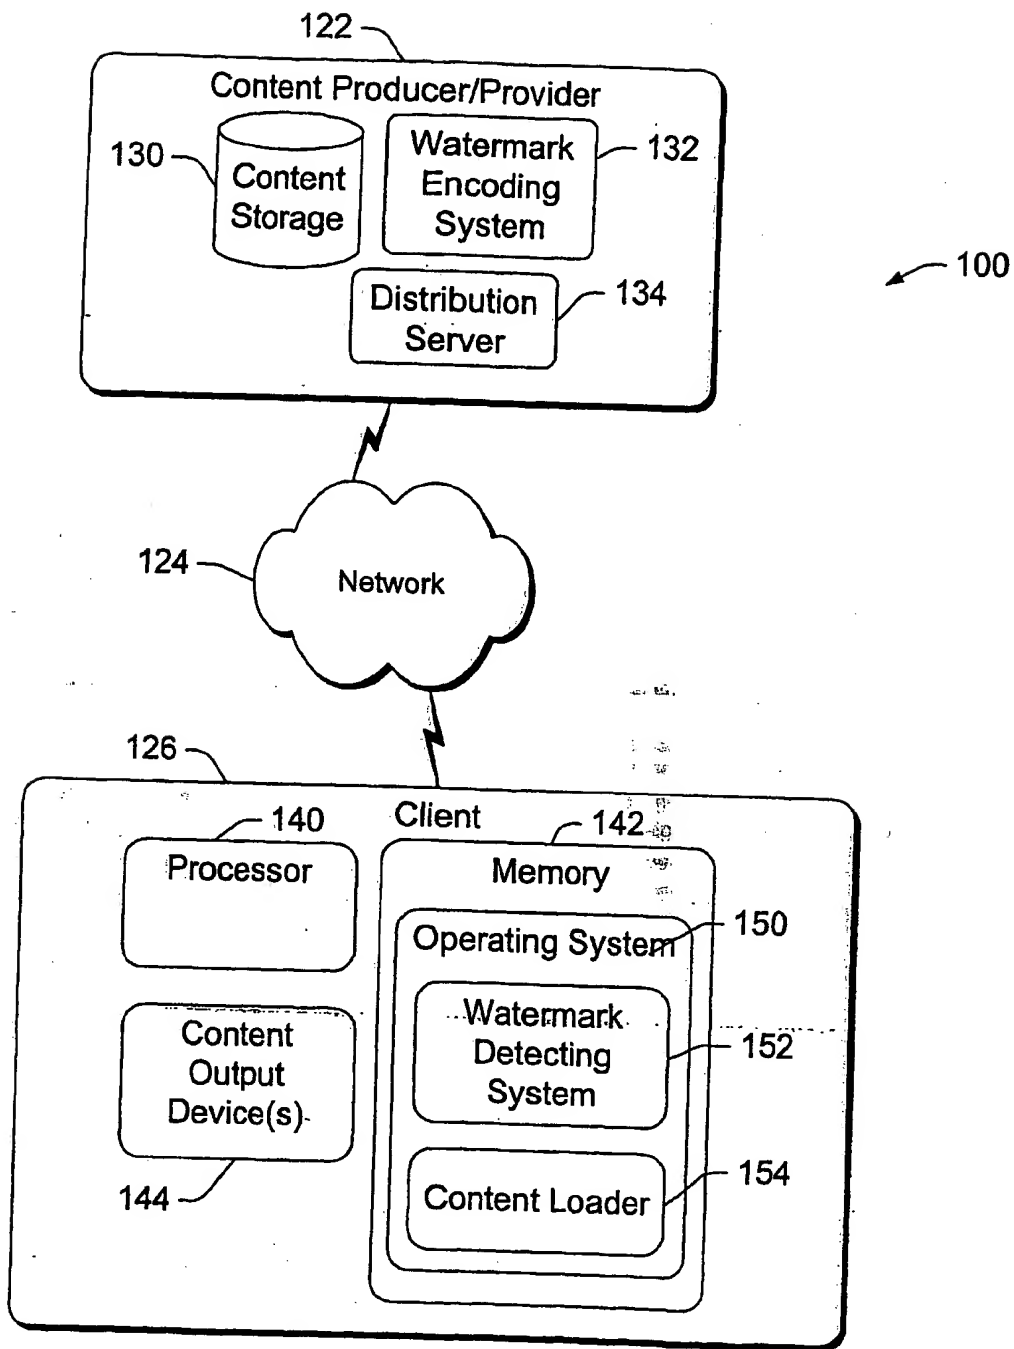 122
Content Producer/Provider
130
Content
Storage
Watermark
Encoding
System
132
100
Distribution
Server
134
124
Network
126
Client
140
Processor
142
Memory
150
Operating System
Watermark
Detecting
System
152
Content
Output
Device(s)
144
Content Loader
154